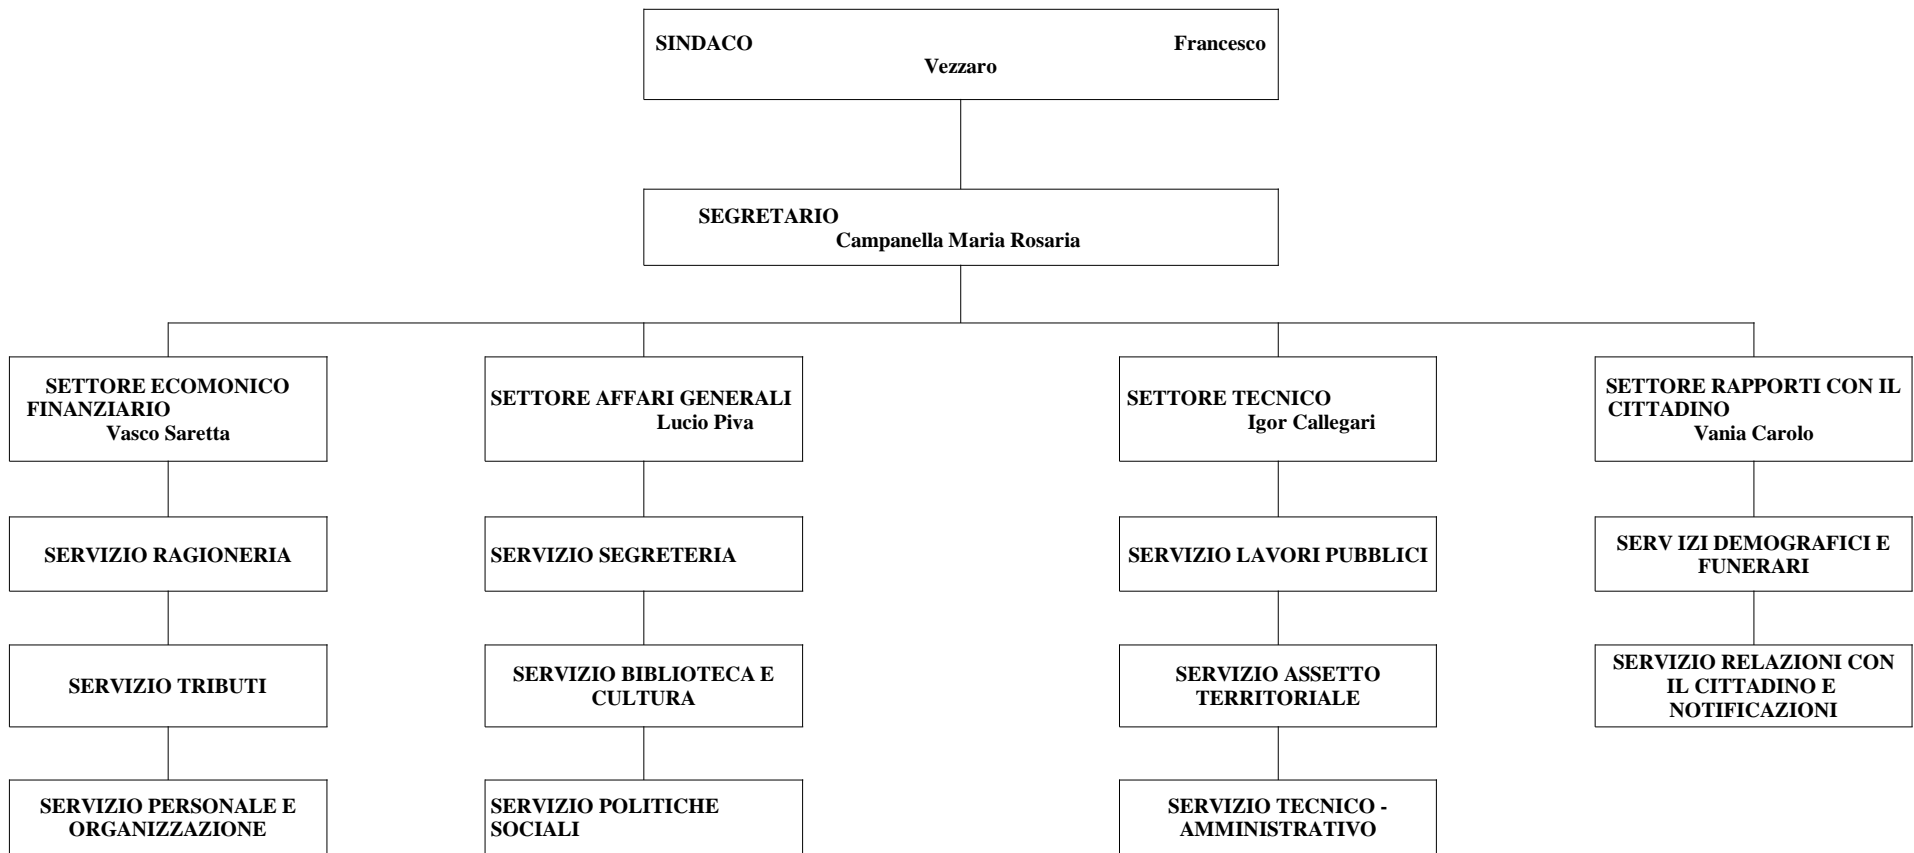 SINDACO Francesco
Vezzaro
SEGRETARIO
Campanella Maria Rosaria
SETTORE ECOMONICO
FINANZIARIO
Vasco Saretta
SETTORE AFFARI GENERALI
Lucio Piva
SETTORE TECNICO
Igor Callegari
SETTORE RAPPORTI CON IL
CITTADINO
Vania Carolo
SERVIZIO RAGIONERIA
SERVIZIO SEGRETERIA
SERVIZIO LAVORI PUBBLICI
SERV IZI DEMOGRAFICI E
FUNERARI
SERVIZIO TRIBUTI
SERVIZIO BIBLIOTECA E
CULTURA
SERVIZIO ASSETTO
TERRITORIALE
SERVIZIO RELAZIONI CON
IL CITTADINO E
NOTIFICAZIONI
SERVIZIO PERSONALE E
ORGANIZZAZIONE
SERVIZIO POLITICHE
SOCIALI
SERVIZIO TECNICO -
AMMINISTRATIVO